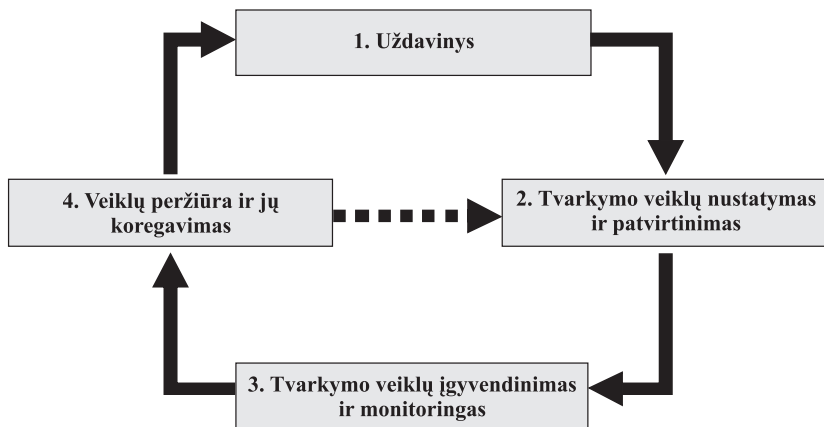 1. Uždavinys
2. Tvarkymo veiklų nustatymas
ir patvirtinimas
3. Tvarkymo veiklų įgyvendinimas
ir monitoringas
4. Veiklų peržiūra ir jų
koregavimas